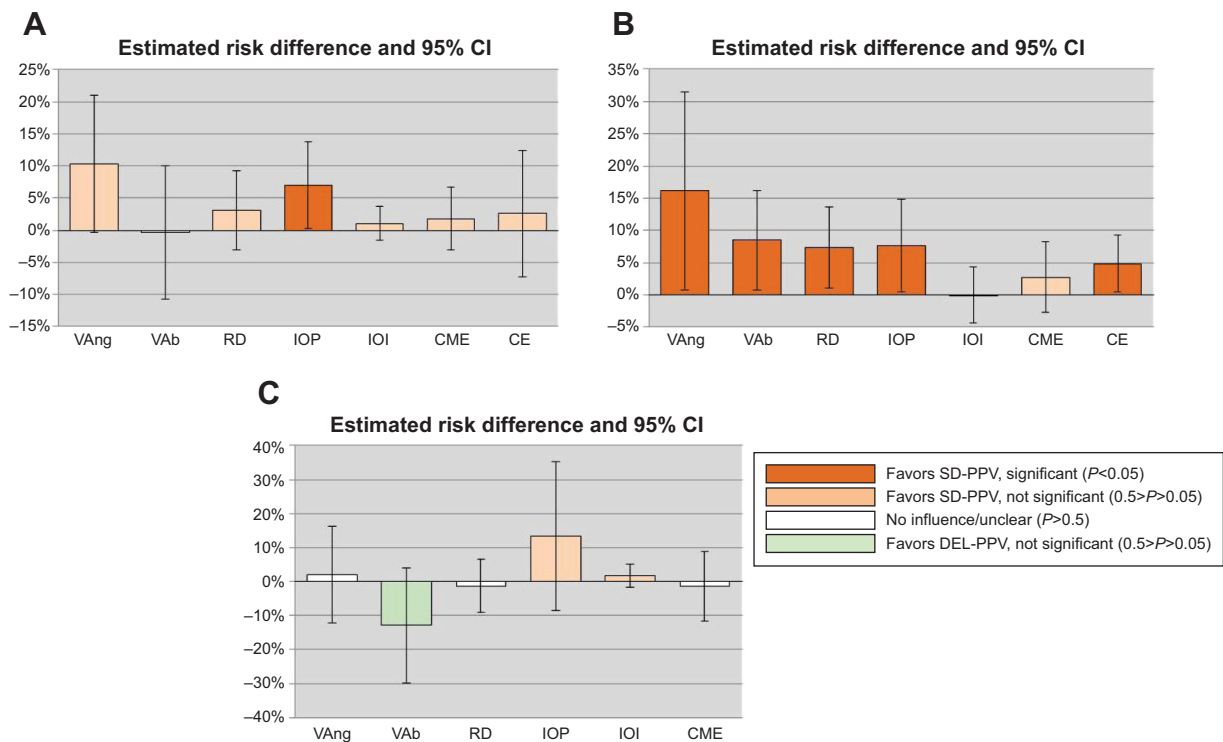 A
Estimated risk difference and 95% CI
25%
20%
15%
10%
5%
0%
–5%
–10%
–15%
VAng VAb RD IOP IOI CME CE
B
Estimated risk difference and 95% CI
35%
30%
25%
20%
15%
10%
5%
0%
–5%
VAng VAb RD IOP IOI CME CE
C
Estimated risk difference and 95% CI
40%
30%
20%
10%
0%
–10%
–20%
–30%
–40%
VAng VAb RD IOP IOI CME
Favors SD-PPV, significant (P<0.05)
Favors SD-PPV, not significant (0.5>P>0.05)
No influence/unclear (P>0.5)
Favors DEL-PPV, not significant (0.5>P>0.05)